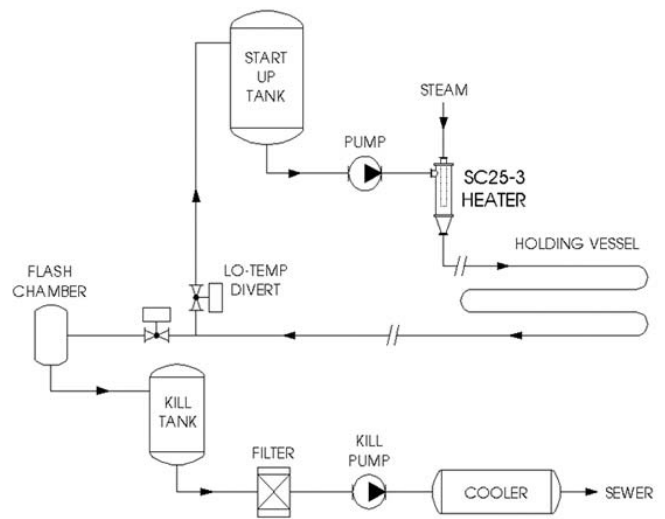 START
UP
TANK
STEAM
PUMP
SC25-3
HEATER
HOLDING VESSEL
LO-TEMP
DIVERT
FLASH
CHAMBER
KILL
TANK
FILTER
KILL
PUMP
COOLER
SEWER